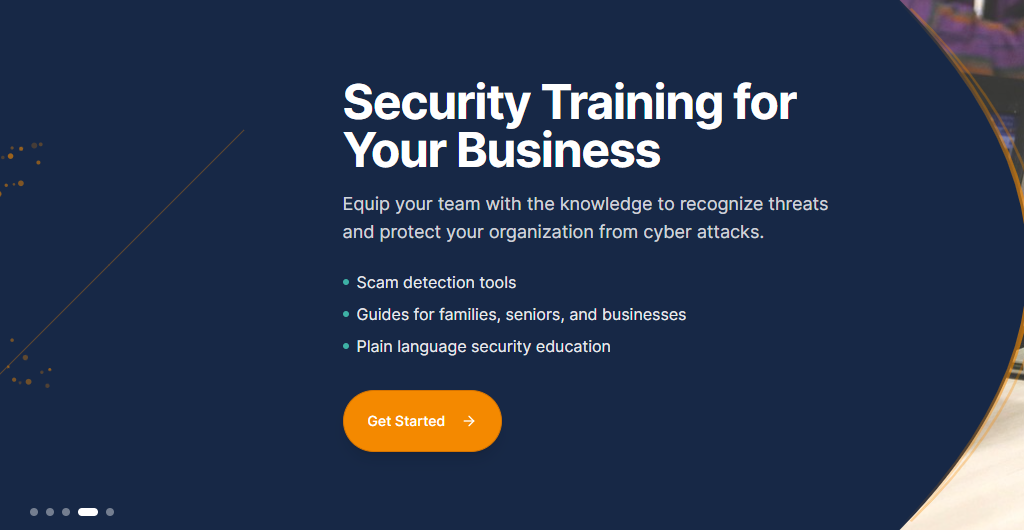 Security Training for
Your Business
Equip your team with the knowledge to recognize threats
and protect your organization from cyber attacks.
Scam detection tools
Guides for families, seniors, and businesses
Plain language security education
Get Started